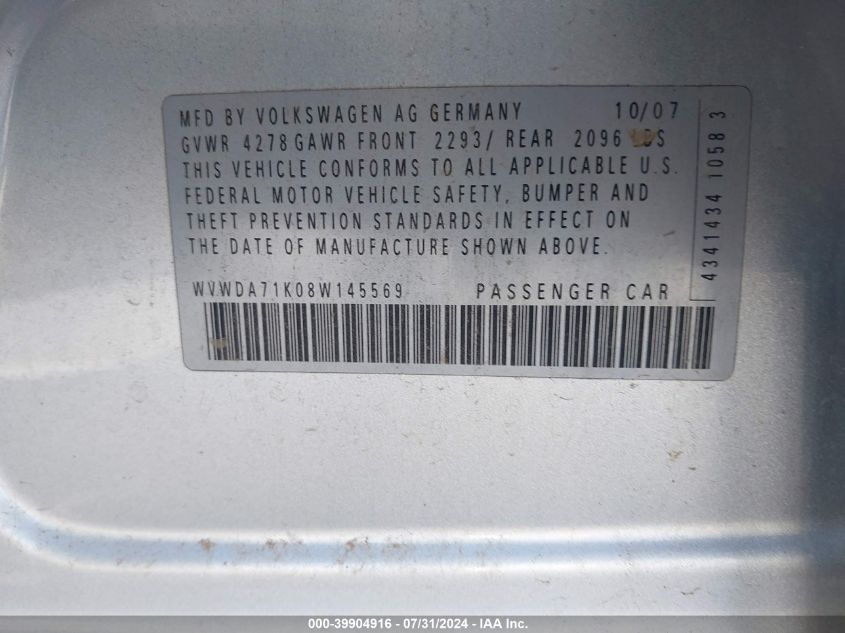 MFD BY VOLKSWAGEN AG GERMANY 10/07
GVWR 4278 GAWR FRONT 2293/ REAR 2096 LBS
THIS VEHICLE CONFORMS TO ALL APPLICABLE U.S.
FEDERAL MOTOR VEHICLE SAFETY, BUMPER AND
THEFT PREVENTION STANDARDS IN EFFECT ON
THE DATE OF MANUFACTURE SHOWN ABOVE.
WVWDA71K08W145569 PASSENGER CAR
4341434 1058 3
000-39904916 - 07/31/2024 - IAA Inc.